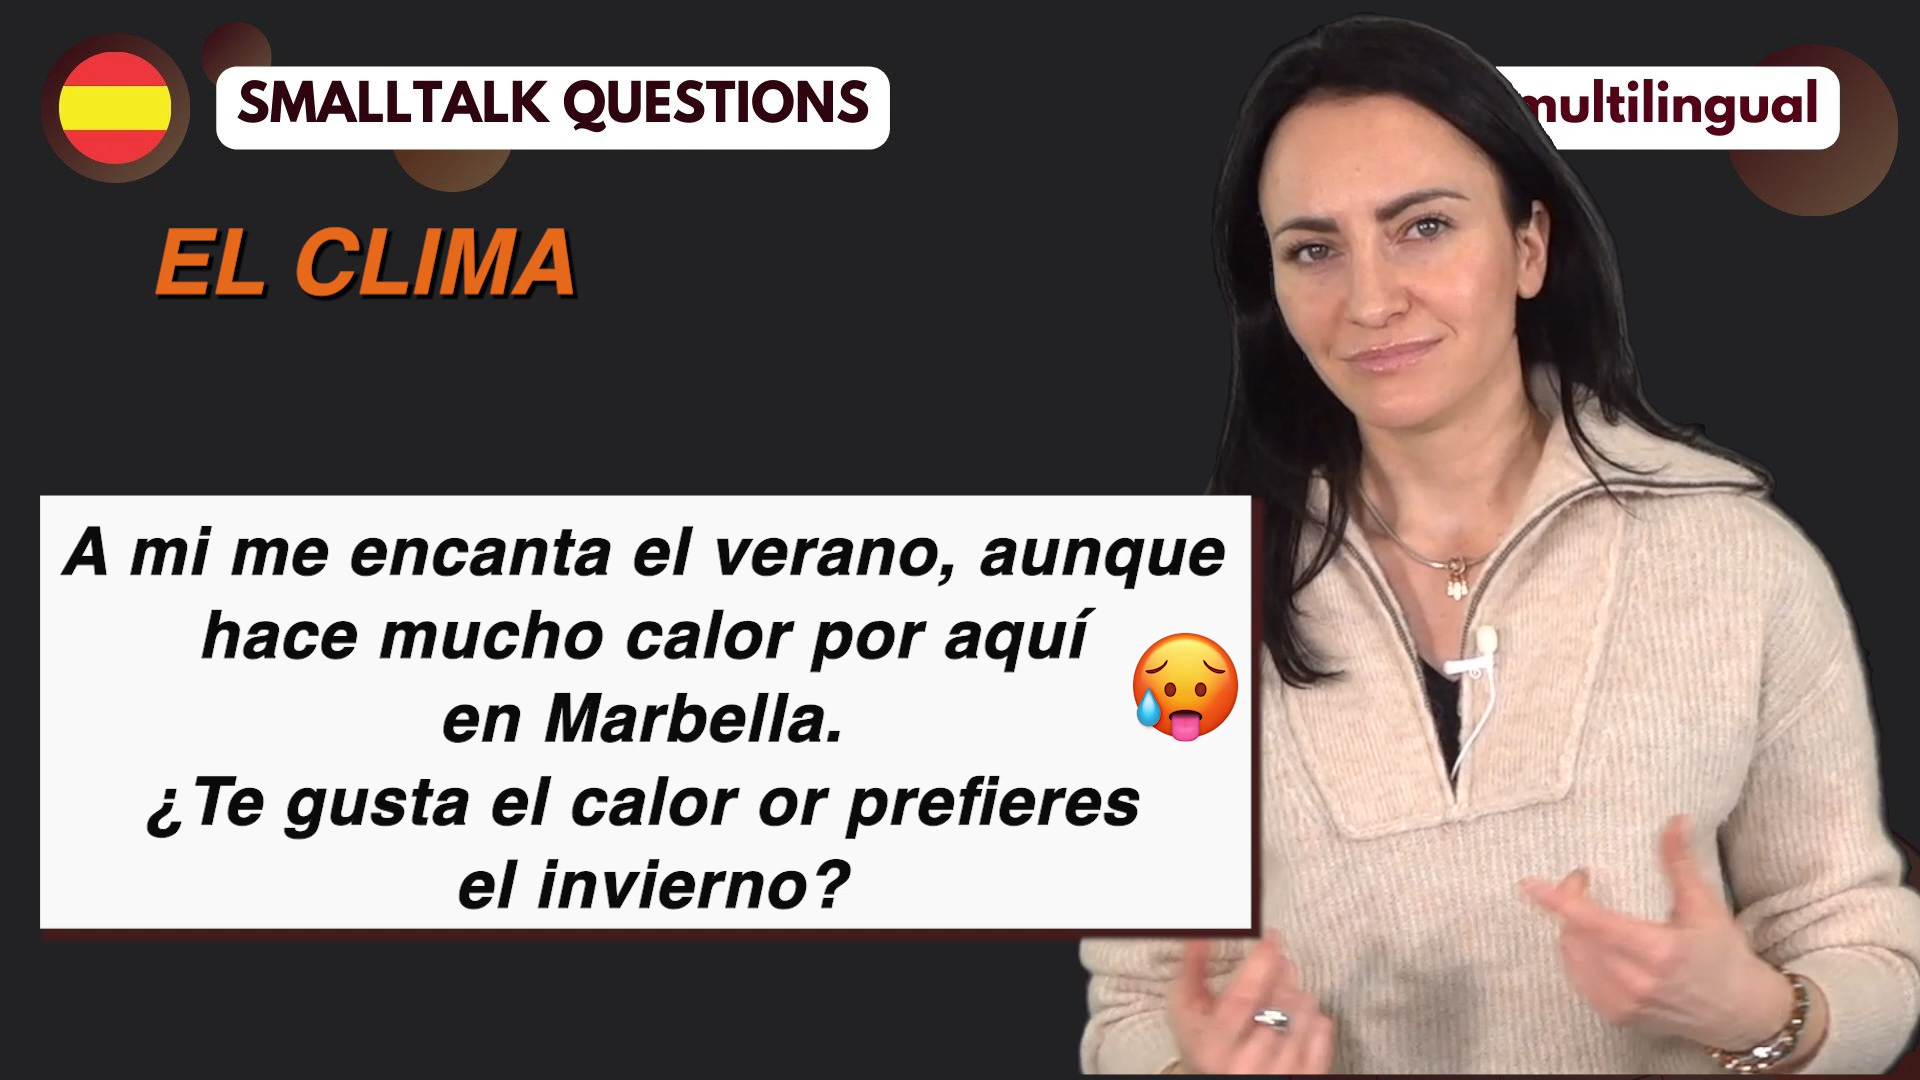 SMALLTALK QUESTIONS
multilingual
EL CLIMA
A mi me encanta el verano, aunque
hace mucho calor por aquí
en Marbella.
¿Te gusta el calor or prefieres
el invierno?